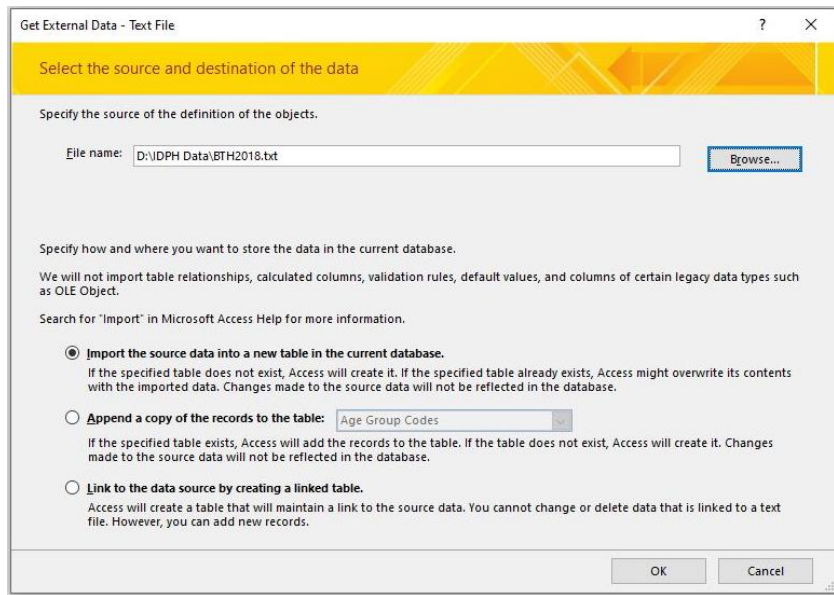 Get External Data - Text File
?
Select the source and destination of the data
Specify the source of the definition of the objects.
File name: D:\IDPH Data\BTH2018.txt Browse...
Specify how and where you want to store the data in the current database.
We will not import table relationships, calculated columns, validation rules, default values, and columns of certain legacy data types such
as OLE Object.
Search for "Import" in Microsoft Access Help for more information.
Import the source data into a new table in the current database.
If the specified table does not exist, Access will create it. If the specified table already exists, Access might overwrite its contents
with the imported data. Changes made to the source data will not be reflected in the database.
Append a copy of the records to the table: Age Group Codes
If the specified table exists, Access will add the records to the table. If the table does not exist, Access will create it. Changes
made to the source data will not be reflected in the database.
Link to the data source by creating a linked table.
Access will create a table that will maintain a link to the source data. You cannot change or delete data that is linked to a text
file. However, you can add new records.
OK Cancel